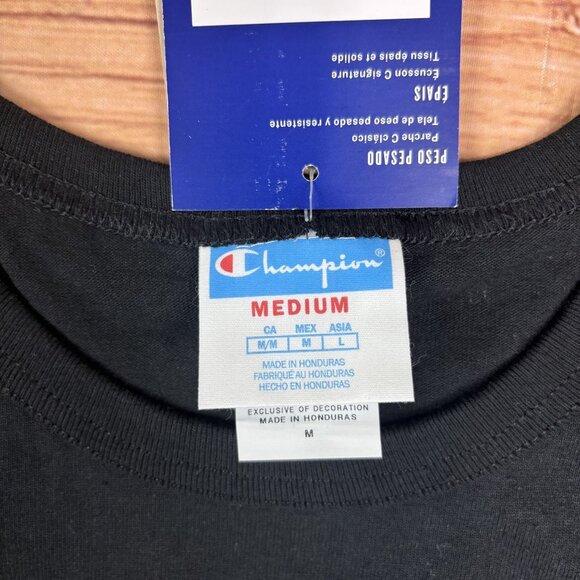 PESO PESADO
Parche C clásico
Tela de peso pesado y resistente
ÉPAIS
Écusson C signature
Tissu épais et solide
Champion®
MEDIUM
CA MEX ASIA
M/M M L
MADE IN HONDURAS
FABRIQUÉ AU HONDURAS
HECHO EN HONDURAS
EXCLUSIVE OF DECORATION
MADE IN HONDURAS
M